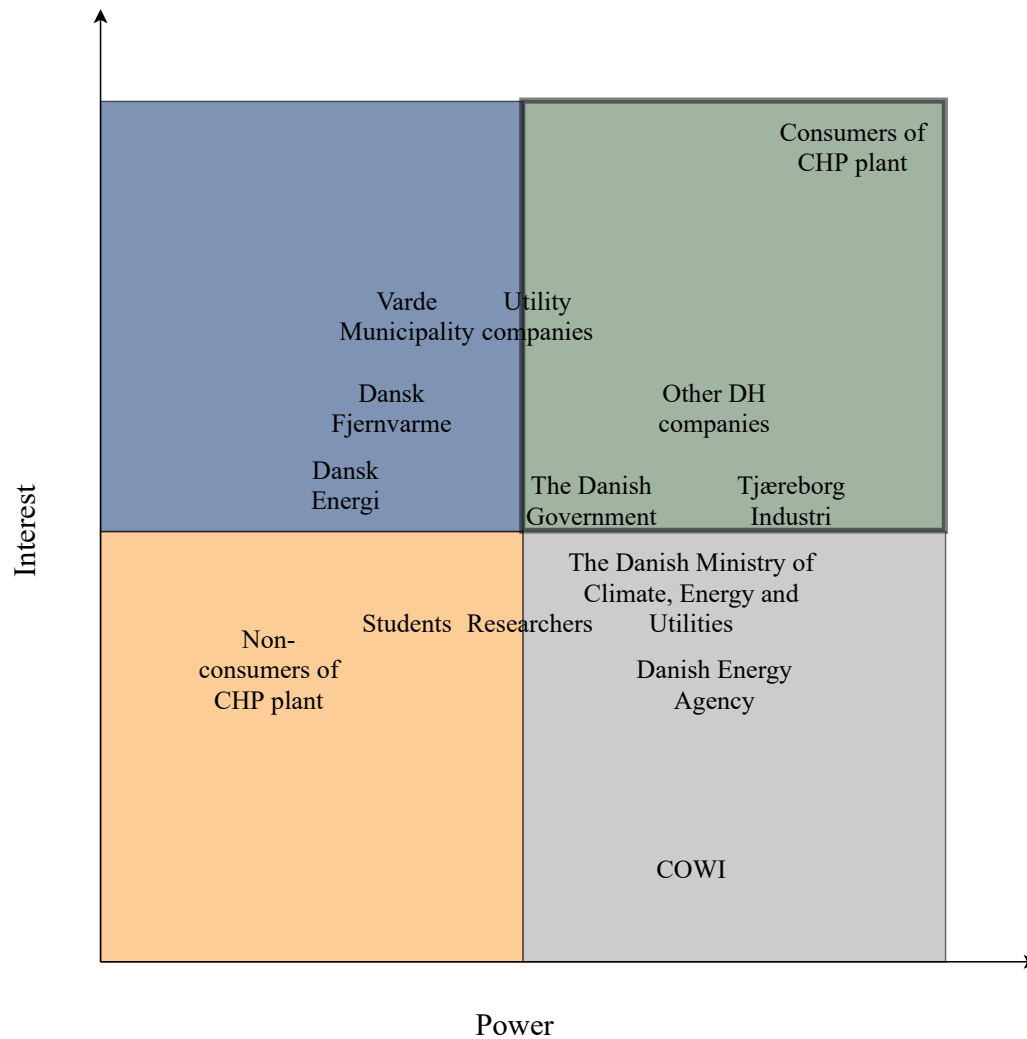 Consumers of
CHP plant
Varde
Municipality
Utility
companies
Dansk
Fjernvarme
Other DH
companies
Dansk
Energi
The Danish
Government
Tjæreborg
Industri
Interest
The Danish Ministry of
Climate, Energy and
Utilities
Students
Researchers
Non-
consumers of
CHP plant
Danish Energy
Agency
COWI
Power